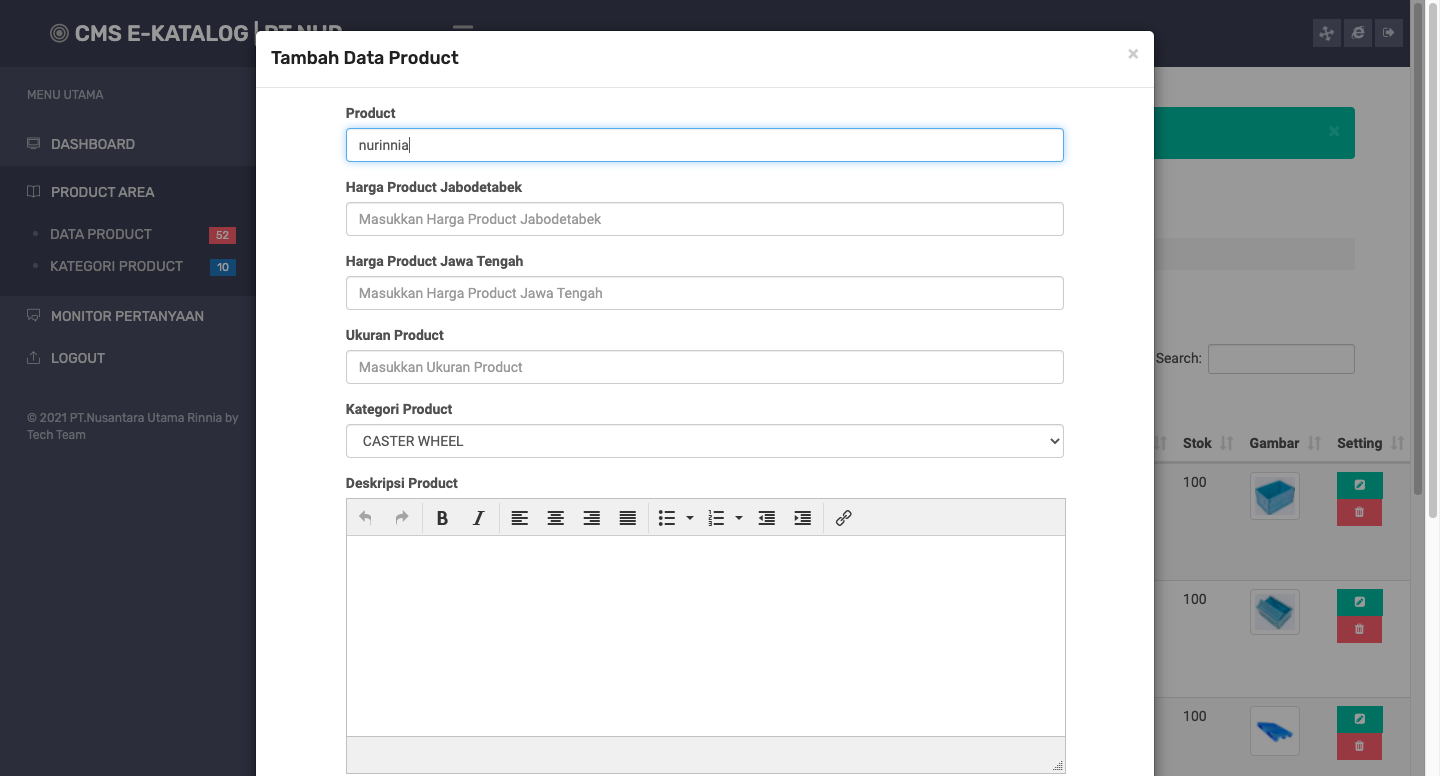 CMS E-KATALOG | PT.NUR
MENU UTAMA
DASHBOARD
PRODUCT AREA
DATA PRODUCT 52
KATEGORI PRODUCT 10
MONITOR PERTANYAAN
LOGOUT
© 2021 PT.Nusantara Utama Rinnia by
Tech Team
Tambah Data Product
×
Product
nurinnia
Harga Product Jabodetabek
Masukkan Harga Product Jabodetabek
Harga Product Jawa Tengah
Masukkan Harga Product Jawa Tengah
Ukuran Product
Masukkan Ukuran Product
Kategori Product
CASTER WHEEL
Deskripsi Product
B I
×
Search:
Stok Gambar Setting
100
100
100